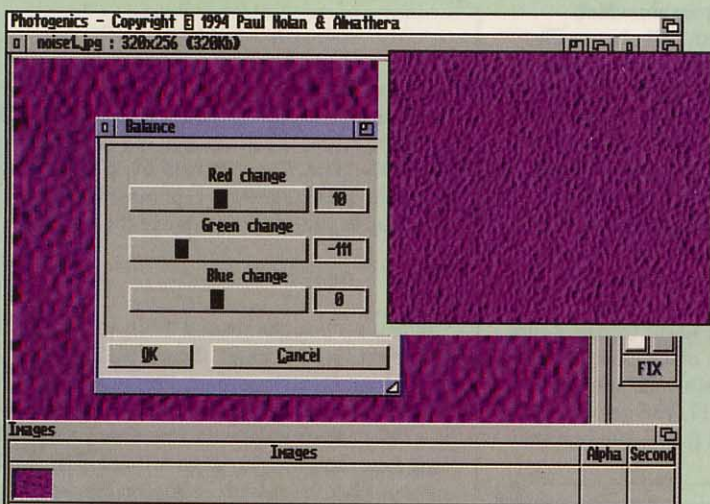 Photogenics - Copyright © 1994 Paul Nolan & Almathera
noise1.jpg : 320x256 (320Kb)
Balance
Red change
10
Green change
-111
Blue change
0
OK
Cancel
FIX
Images
Images Alpha Second